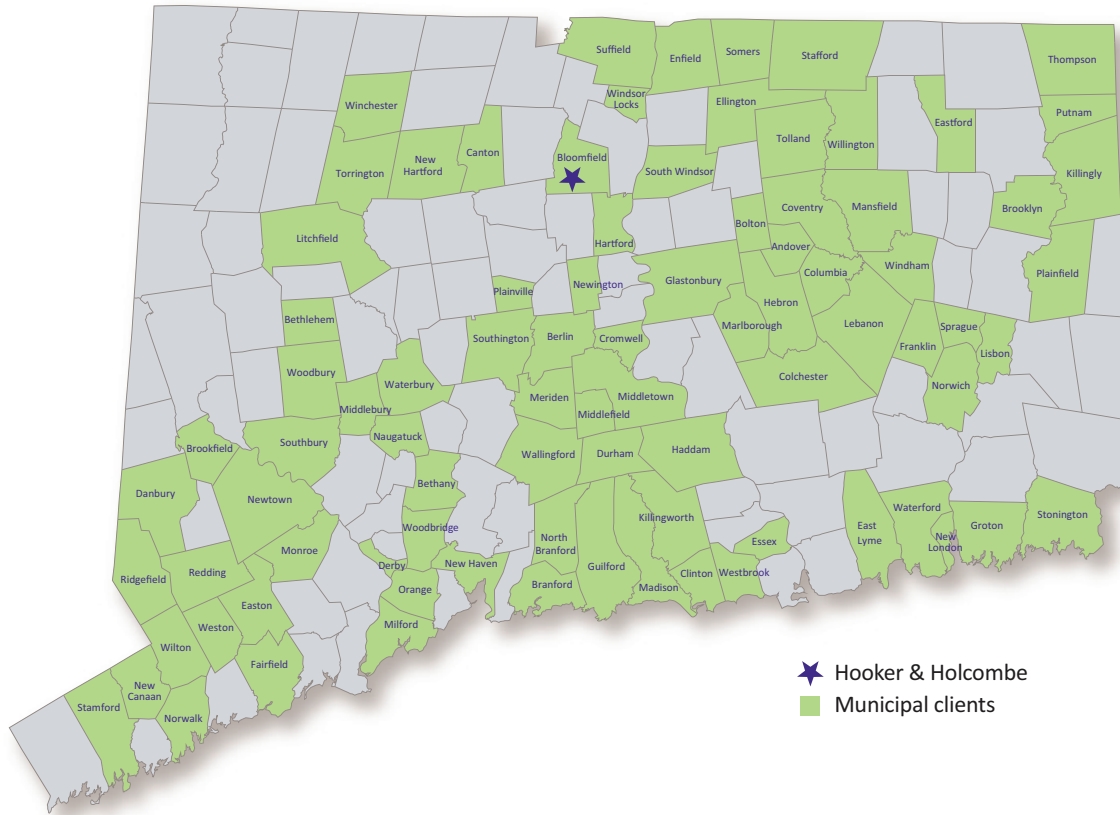 Suffield
Enfield
Somers
Stafford
Thompson
Winchester
Windsor
Locks
Ellington
Eastford
Putnam
Canton
Bloomfield
Tolland
Willington
Killingly
New
Hartford
Torrington
South Windsor
Litchfield
Hartford
Bolton
Coventry
Mansfield
Brooklyn
Andover
Windham
Plainfield
Plainville
Newington
Glastonbury
Columbia
Bethlehem
Hebron
Southington
Berlin
Cromwell
Marlborough
Lebanon
Franklin
Sprague
Lisbon
Woodbury
Waterbury
Colchester
Norwich
Middlebury
Meriden
Middletown
Middlefield
Brookfield
Southbury
Naugatuck
Wallingford
Durham
Haddam
Danbury
Newtown
Bethany
Woodbridge
Killingworth
Waterford
Stonington
Monroe
North
Branford
Essex
East
Lyme
New
London
Groton
Ridgefield
Redding
Derby
New Haven
Orange
Branford
Guilford
Madison
Clinton
Westbrook
Easton
Weston
Milford
Wilton
Fairfield
New
Canaan
Stamford
Norwalk
Hooker & Holcombe
Municipal clients